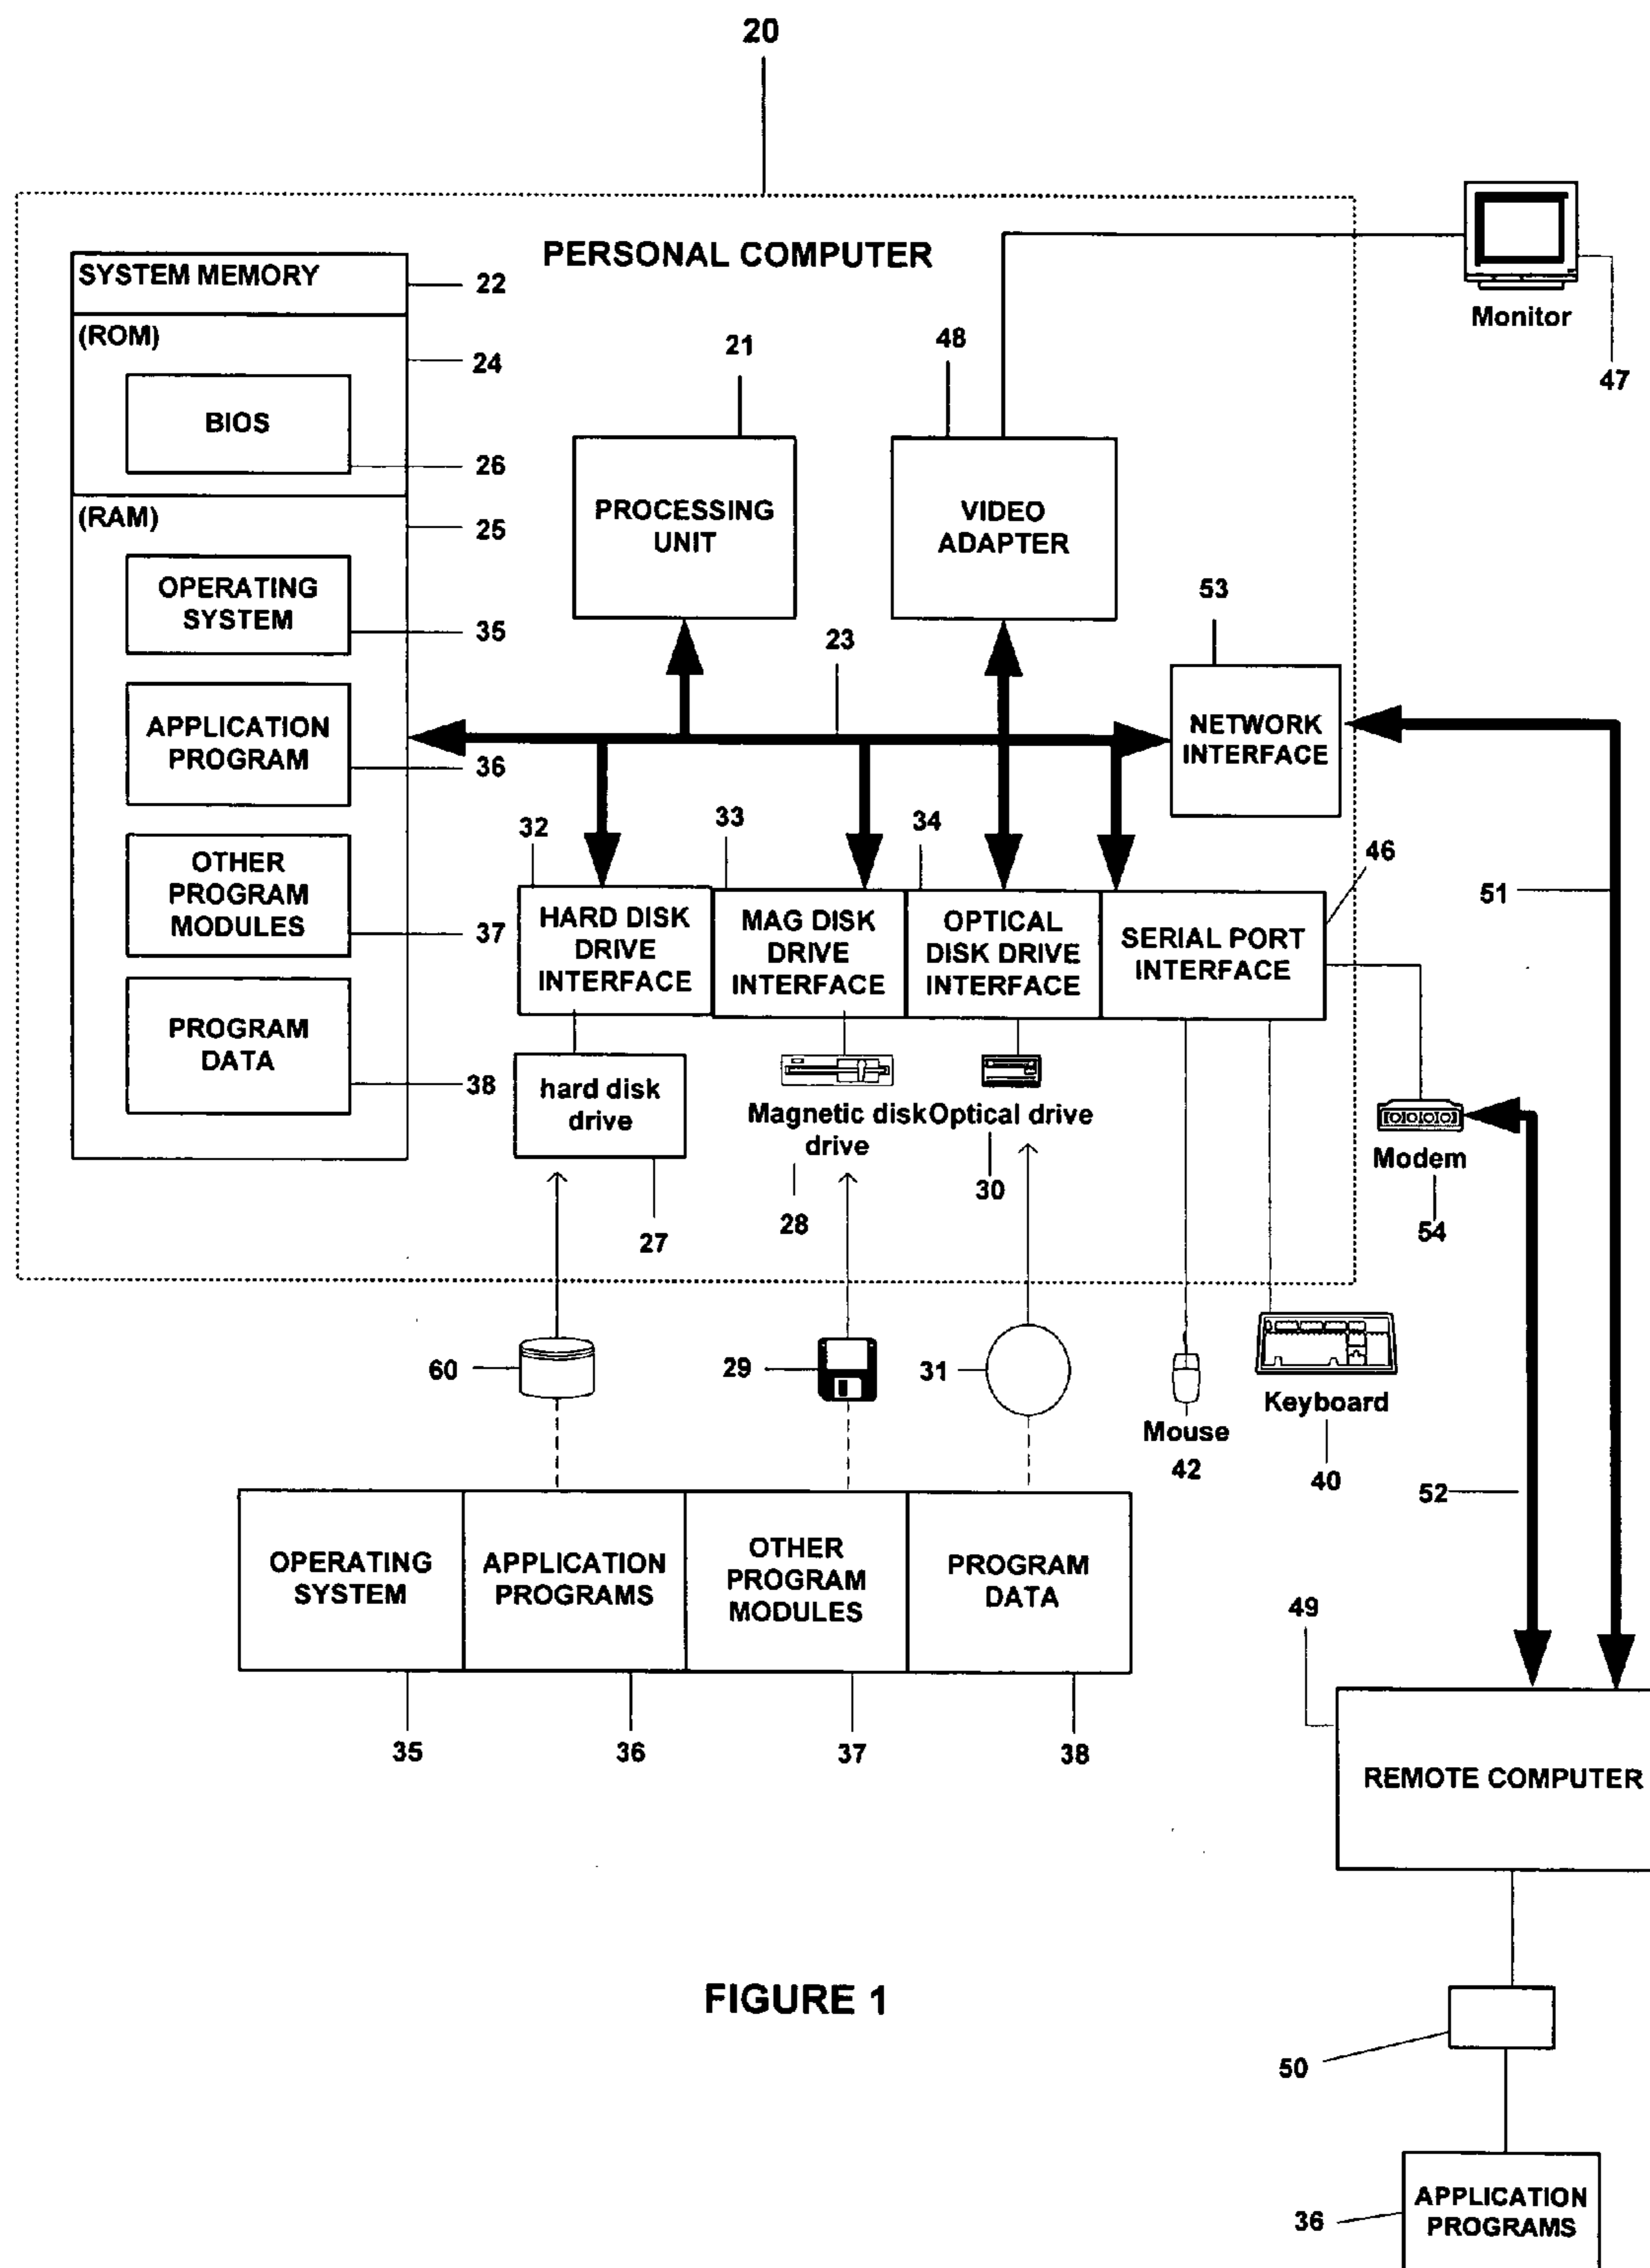 20
PERSONAL COMPUTER
SYSTEM MEMORY
22
(ROM)
24
BIOS
26
(RAM)
25
OPERATING
SYSTEM
35
APPLICATION
PROGRAM
36
OTHER
PROGRAM
MODULES
37
PROGRAM
DATA
38
21
PROCESSING
UNIT
48
VIDEO
ADAPTER
Monitor
47
23
53
NETWORK
INTERFACE
32
HARD DISK
DRIVE
INTERFACE
33
MAG DISK
DRIVE
INTERFACE
34
OPTICAL
DISK DRIVE
INTERFACE
46
SERIAL PORT
INTERFACE
51
hard disk
drive
27
Magnetic disk
drive
28
Optical drive
30
Modem
54
60
29
31
Mouse
42
Keyboard
40
52
OPERATING
SYSTEM
APPLICATION
PROGRAMS
OTHER
PROGRAM
MODULES
PROGRAM
DATA
35
36
37
38
49
REMOTE COMPUTER
FIGURE 1
50
36
APPLICATION
PROGRAMS